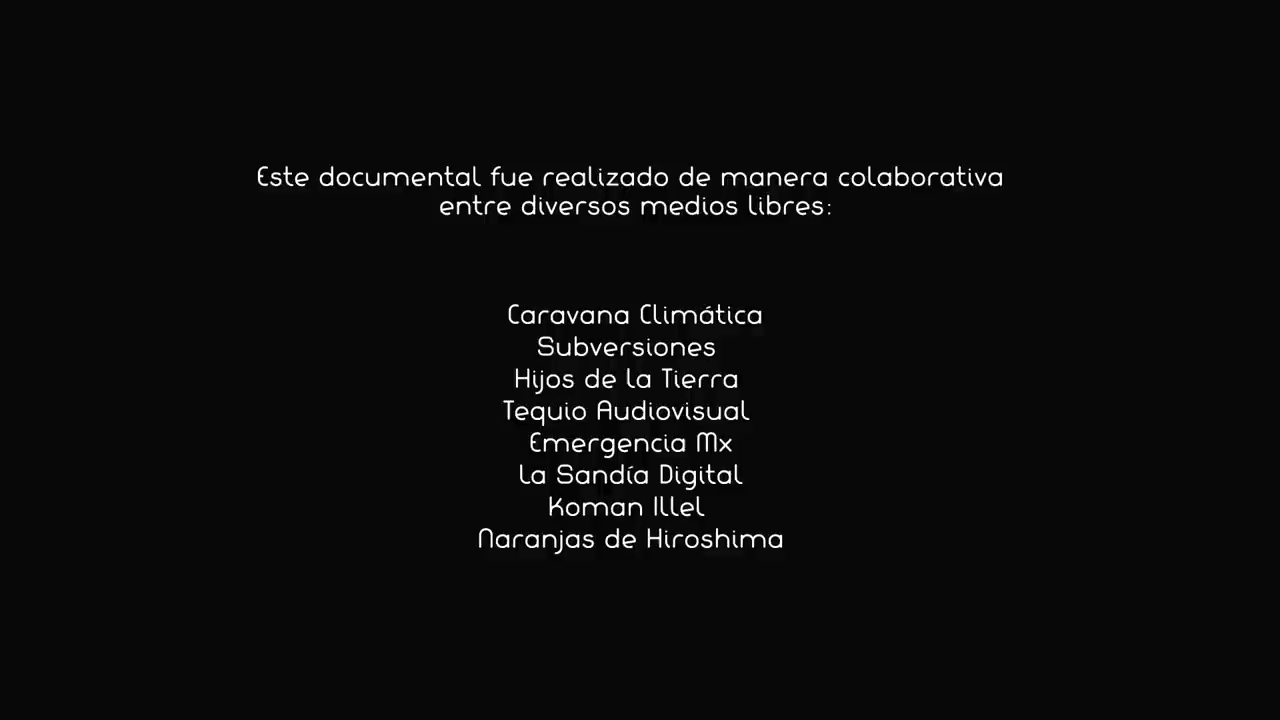 Este documental fue realizado de manera colaborativa
entre diversos medios libres:
Caravana Climática
Subversiones
Hijos de la Tierra
Tequio Audiovisual
Emergencia Mx
La Sandía Digital
Koman Illel
Naranjas de Hiroshima